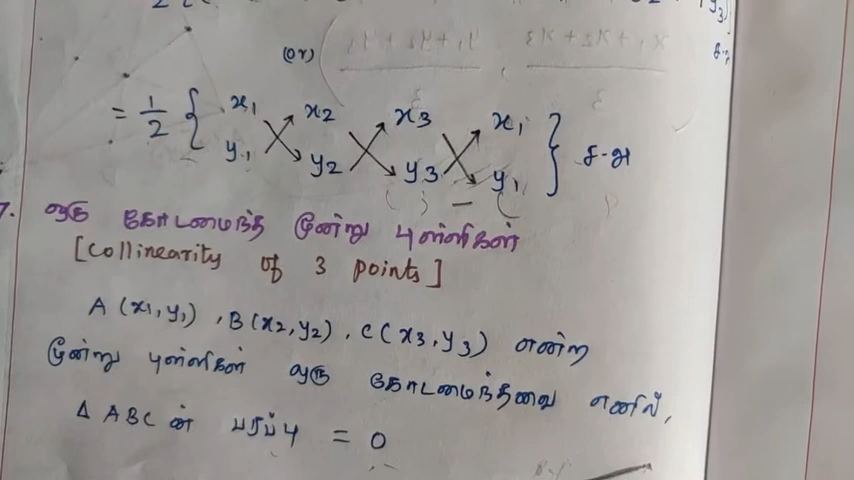 (or)
= 1/2 { x1 x2 x3 x1 } ச.அ
y1 y2 y3 y1
7. ஒரு கோடமைந்த மூன்று புள்ளிகள்
[collinearity of 3 points]
A (x1, y1) , B (x2, y2) , C (x3, y3) என்ற
மூன்று புள்ளிகள் ஒரு கோடமைந்தவை எனில்,
Δ ABC ன் பரப்பு = 0